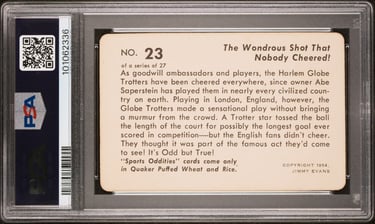 101062336
PSA
NO. 23
of a series of 27
The Wondrous Shot That
Nobody Cheered!
As goodwill ambassadors and players, the Harlem Globe
Trotters have been cheered everywhere, since owner Abe
Saperstein has played them in nearly every civilized coun-
try on earth. Playing in London, England, however, the
Globe Trotters made a sensational play without bringing
a murmur from the crowd. A Trotter star tossed the ball
the length of the court for possibly the longest goal ever
scored in competition—but the English fans didn't cheer.
They thought it was part of the famous act they'd come
to see! It's Odd but True!
"Sports Oddities" cards come only
in Quaker Puffed Wheat and Rice.
COPYRIGHT 1954,
JIMMY EVANS